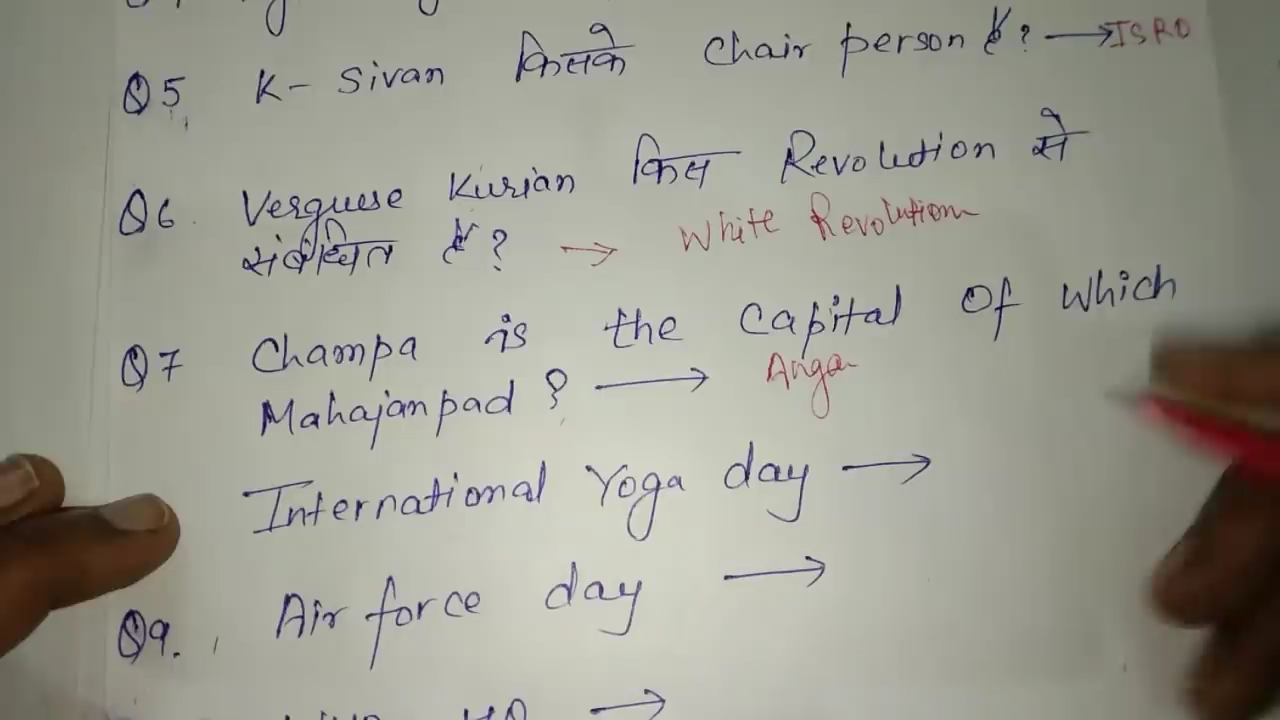 Q5 K- Sivan किसके Chair person है? → ISRO
Q6. Verguese Kurian किस Revolution से
संबंधित है? → White Revolution
Q7 Champa is the Capital Of which
Mahajanpad? → Anga
International Yoga day →
Q9. Air force day →